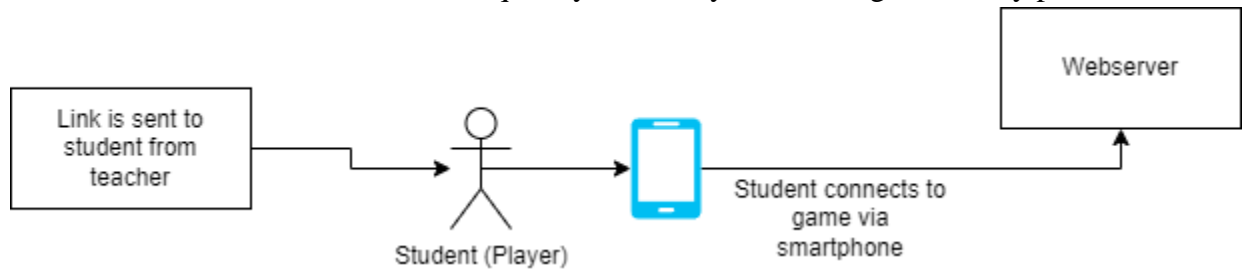 Webserver
Link is sent to
student from
teacher
Student connects to
game via
smartphone
Student (Player)